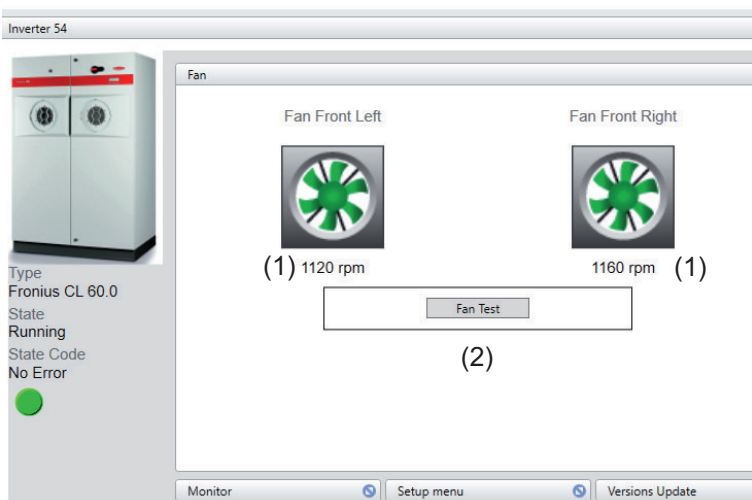 Inverter 54
Fan
Fan Front Left
Fan Front Right
(1) 1120 rpm
1160 rpm (1)
Fan Test
(2)
Type
Fronius CL 60.0
State
Running
State Code
No Error
Monitor
Setup menu
Versions Update